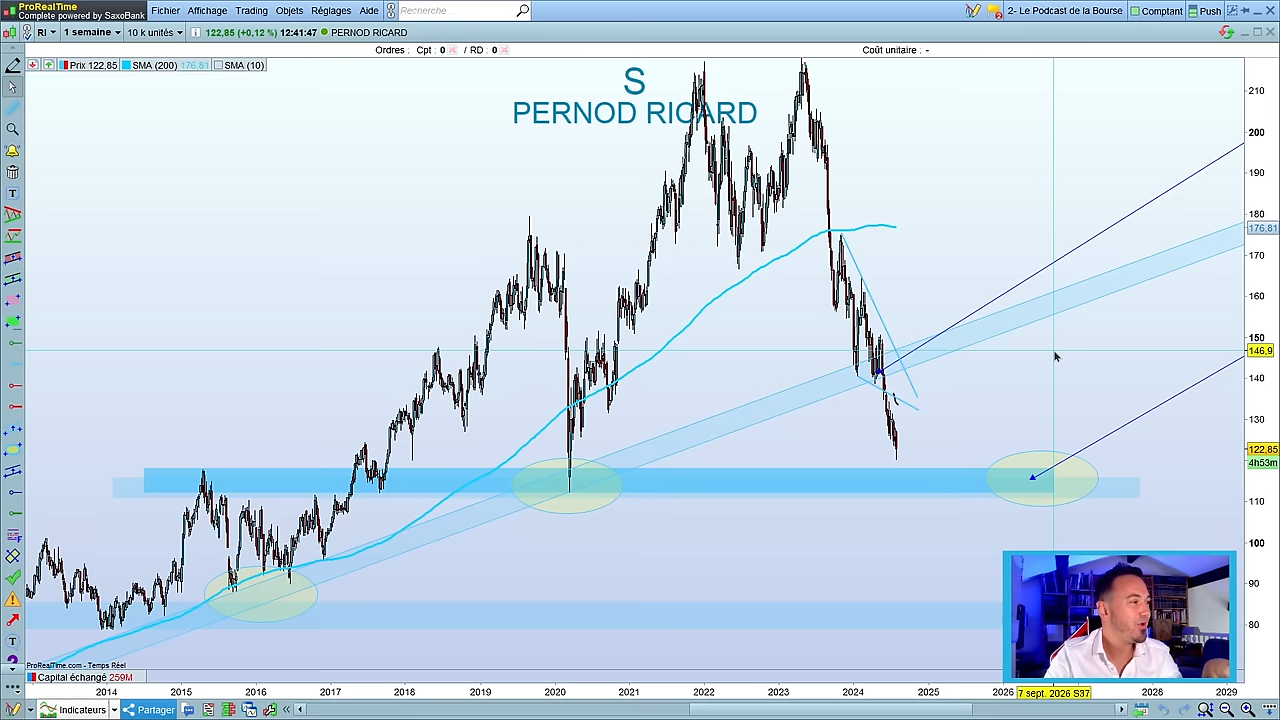 ProRealTime
Complete powered by SaxoBank
Fichier Affichage Trading Objets Réglages Aide Recherche 2 2- Le Podcast de la Bourse Comptant Push
RI 1 semaine 10 k unités 122,85 (+0,12 %) 12:41:47 PERNOD RICARD
Ordres : Cpt : 0 / RD : 0 Coût unitaire : -
Prix 122,85 SMA (200) 176,81 SMA (10)
S
PERNOD RICARD
210
200
190
180
176,81
170
160
150
146,9
140
130
122,85
4h53m
110
100
90
80
ProRealTime.com - Temps Réel
Capital échangé 259M
2014 2015 2016 2017 2018 2019 2020 2021 2022 2023 2024 2025 2026 7 sept. 2026 S37 2028 2029
Indicateurs Partager